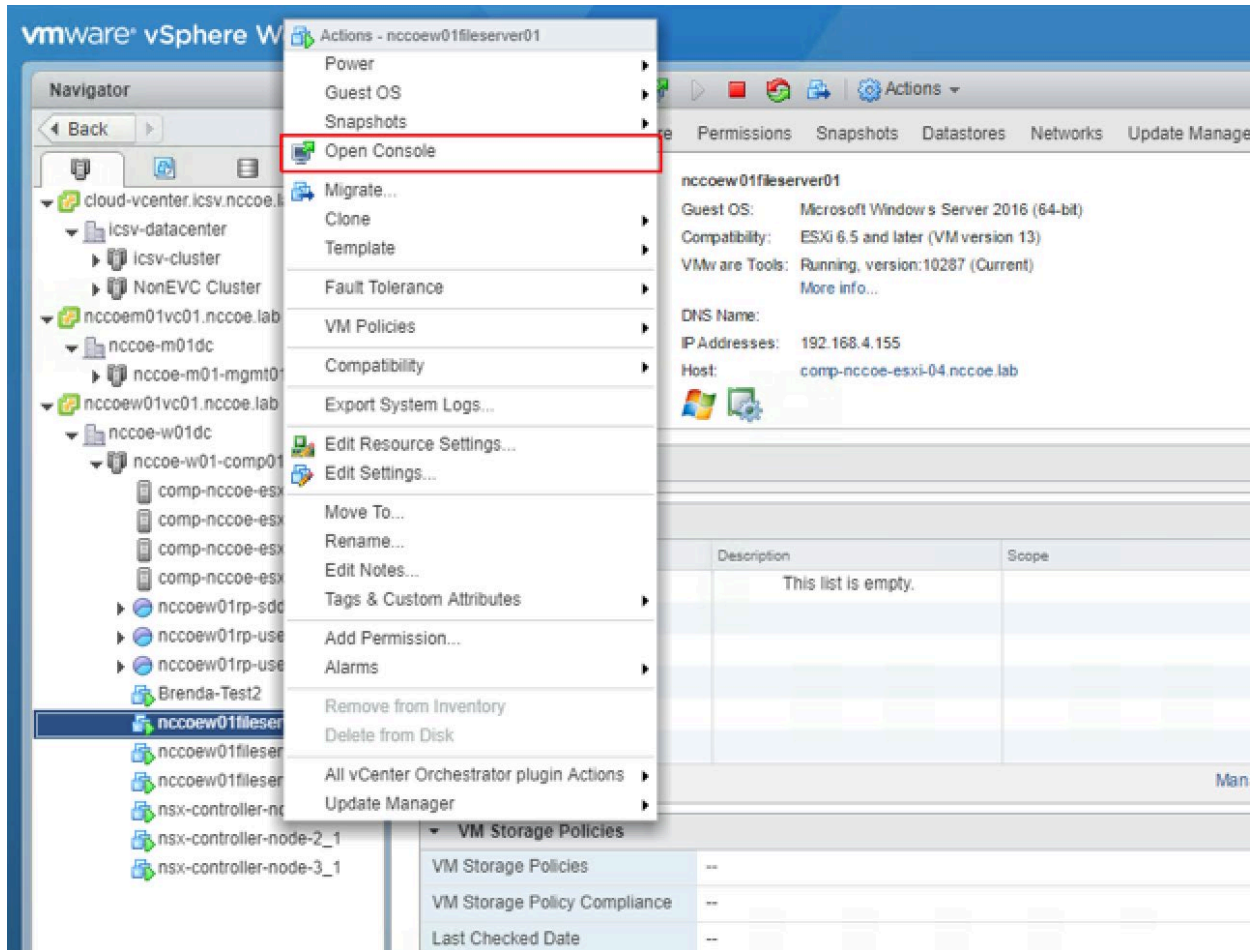 vmware® vSphere W
Actions - nccoew01fileserver01
Power
Guest OS
Snapshots
Open Console
Migrate...
Clone
Template
Fault Tolerance
VM Policies
Compatibility
Export System Logs...
Edit Resource Settings...
Edit Settings...
Move To...
Rename...
Edit Notes...
Tags & Custom Attributes
Add Permission...
Alarms
Remove from Inventory
Delete from Disk
All vCenter Orchestrator plugin Actions
Update Manager
Navigator
Back
cloud-vcenter.icsv.nccoe.l
icsv-datacenter
icsv-cluster
NonEVC Cluster
nccoem01vc01.nccoe.lab
nccoe-m01dc
nccoe-m01-mgmt01
nccoew01vc01.nccoe.lab
nccoe-w01dc
nccoe-w01-comp01
comp-nccoe-esx
comp-nccoe-esx
comp-nccoe-esx
comp-nccoe-esx
nccoew01rp-sdd
nccoew01rp-use
nccoew01rp-use
Brenda-Test2
nccoew01fileser
nccoew01fileser
nccoew01fileser
nsx-controller-no
nsx-controller-node-2_1
nsx-controller-node-3_1
Actions
re Permissions Snapshots Datastores Networks Update Manage
nccoew01fileserver01
Guest OS: Microsoft Windows Server 2016 (64-bit)
Compatibility: ESXi 6.5 and later (VM version 13)
VMware Tools: Running, version:10287 (Current)
More info...
DNS Name:
IP Addresses: 192.168.4.155
Host: comp-nccoe-esxi-04.nccoe.lab
Description Scope
This list is empty.
Man
VM Storage Policies
VM Storage Policies --
VM Storage Policy Compliance --
Last Checked Date --